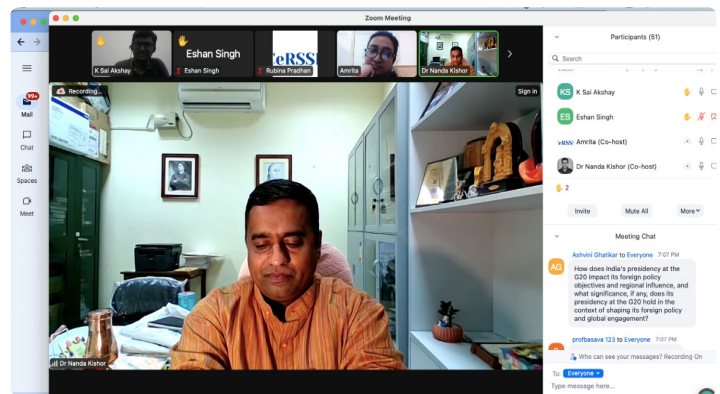 Zoom Meeting
Participants (51)
K Sai Akshay
Eshan Singh
Eshan Singh
eRSS
Rubina Pradhan
Amrita
Dr Nanda Kishor
Recording
Sign in
Search
KS K Sai Akshay
ES Eshan Singh
eRSS Amrita (Co-host)
Dr Nanda Kishor (Co-host)
2
Invite
Mute All
More
99+
Mail
Chat
Spaces
Meet
Meeting Chat
Ashvini Ghatikar to Everyone 7:07 PM
AG
How does India's presidency at the
G20 impact its foreign policy
objectives and regional influence, and
what significance, if any, does its
presidency at the G20 hold in the
context of shaping its foreign policy
and global engagement?
profbasava 123 to Everyone 7:07 PM
Who can see your messages? Recording On
To: Everyone
Type message here...
Dr Nanda Kishor